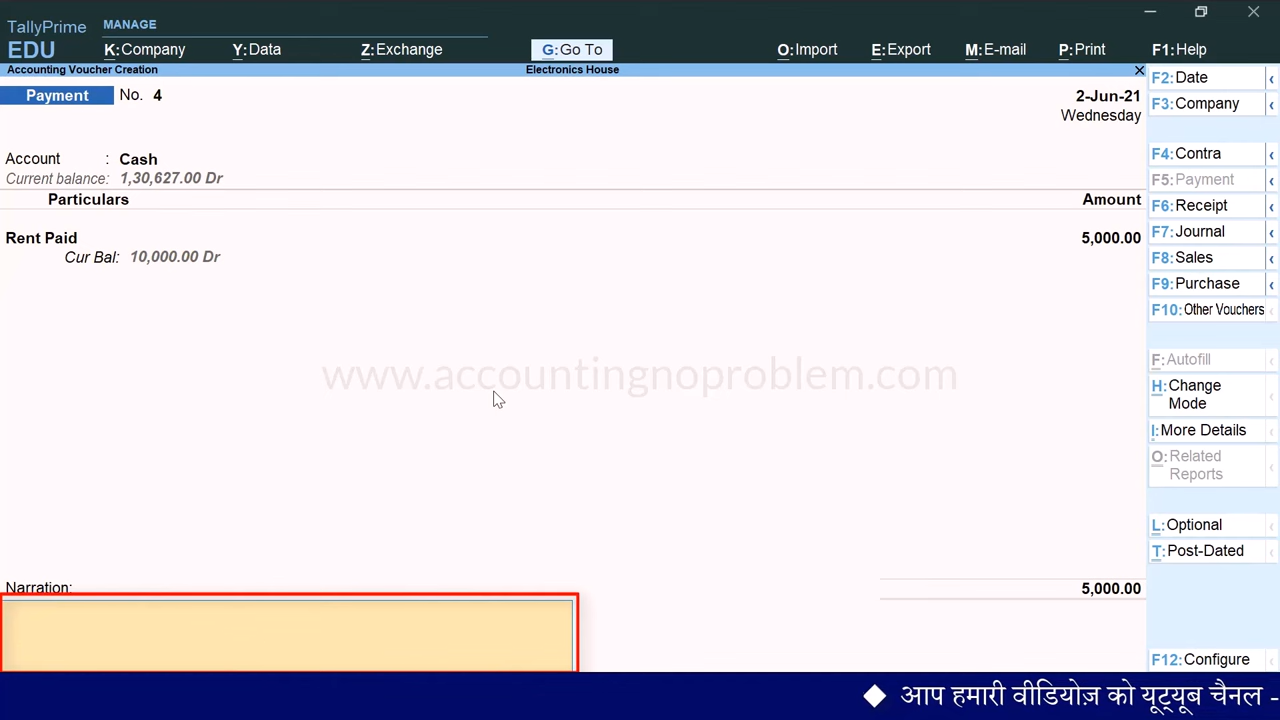 TallyPrime
EDU
MANAGE
K:Company Y:Data Z:Exchange G:Go To O:Import E:Export M:E-mail P:Print F1:Help
Accounting Voucher Creation Electronics House
Payment No. 4 2-Jun-21
Wednesday
Account : Cash
Current balance: 1,30,627.00 Dr
Particulars Amount
Rent Paid 5,000.00
Cur Bal: 10,000.00 Dr
www.accountingnoproblem.com
Narration: 5,000.00
F2:Date
F3:Company
F4:Contra
F5:Payment
F6:Receipt
F7:Journal
F8:Sales
F9:Purchase
F10:Other Vouchers
F:Autofill
H:Change
Mode
I:More Details
O:Related
Reports
L:Optional
T:Post-Dated
F12:Configure
◆ आप हमारी वीडियोज़ को यूट्यूब चैनल -